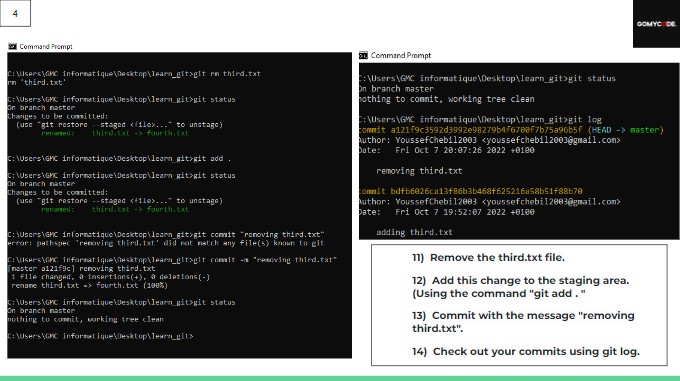 4
GOMYCODE.
Command Prompt
C:\Users\GMC informatique\Desktop\learn_git>git rm third.txt
rm 'third.txt'
C:\Users\GMC informatique\Desktop\learn_git>git status
On branch master
Changes to be committed:
(use "git restore --staged <file>..." to unstage)
renamed: third.txt -> fourth.txt
C:\Users\GMC informatique\Desktop\learn_git>git add .
C:\Users\GMC informatique\Desktop\learn_git>git status
On branch master
Changes to be committed:
(use "git restore --staged <file>..." to unstage)
renamed: third.txt -> fourth.txt
C:\Users\GMC informatique\Desktop\learn_git>git commit "removing third.txt"
error: pathspec 'removing third.txt' did not match any file(s) known to git
C:\Users\GMC informatique\Desktop\learn_git>git commit -m "removing third.txt"
[master a121f9c] removing third.txt
1 file changed, 0 insertions(+), 0 deletions(-)
rename third.txt => fourth.txt (100%)
C:\Users\GMC informatique\Desktop\learn_git>git status
On branch master
nothing to commit, working tree clean
C:\Users\GMC informatique\Desktop\learn_git>
Command Prompt
C:\Users\GMC informatique\Desktop\learn_git>git status
On branch master
nothing to commit, working tree clean
C:\Users\GMC informatique\Desktop\learn_git>git log
commit a121f9c3592d3992e98279b4f6700f7b75a96b5f (HEAD -> master)
Author: YoussefChebil2003 <youssefchebil2003@gmail.com>
Date: Fri Oct 7 20:07:26 2022 +0100
removing third.txt
commit bdfb6026ca13f86b3b468f625216a58b51f88b70
Author: YoussefChebil2003 <youssefchebil2003@gmail.com>
Date: Fri Oct 7 19:52:07 2022 +0100
adding third.txt
11) Remove the third.txt file.
12) Add this change to the staging area.
(Using the command "git add . "
13) Commit with the message "removing
third.txt".
14) Check out your commits using git log.